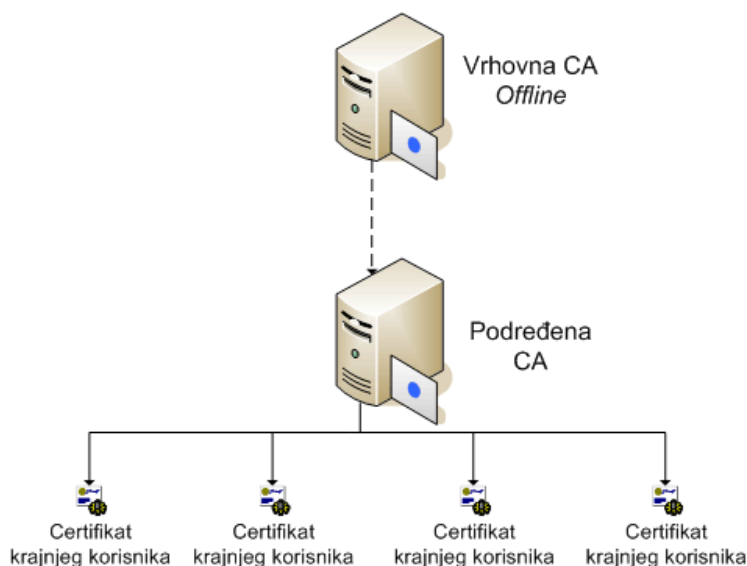 Vrhovna CA
Offline
Podređena
CA
Certifikat
krajnjeg korisnika
Certifikat
krajnjeg korisnika
Certifikat
krajnjeg korisnika
Certifikat
krajnjeg korisnika